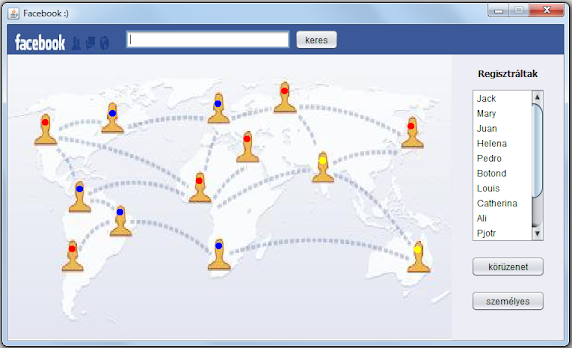 Facebook :)
facebook
keres
Regisztráltak
Jack
Mary
Juan
Helena
Pedro
Botond
Louis
Catherina
Ali
Pjotr
körüzenet
személyes